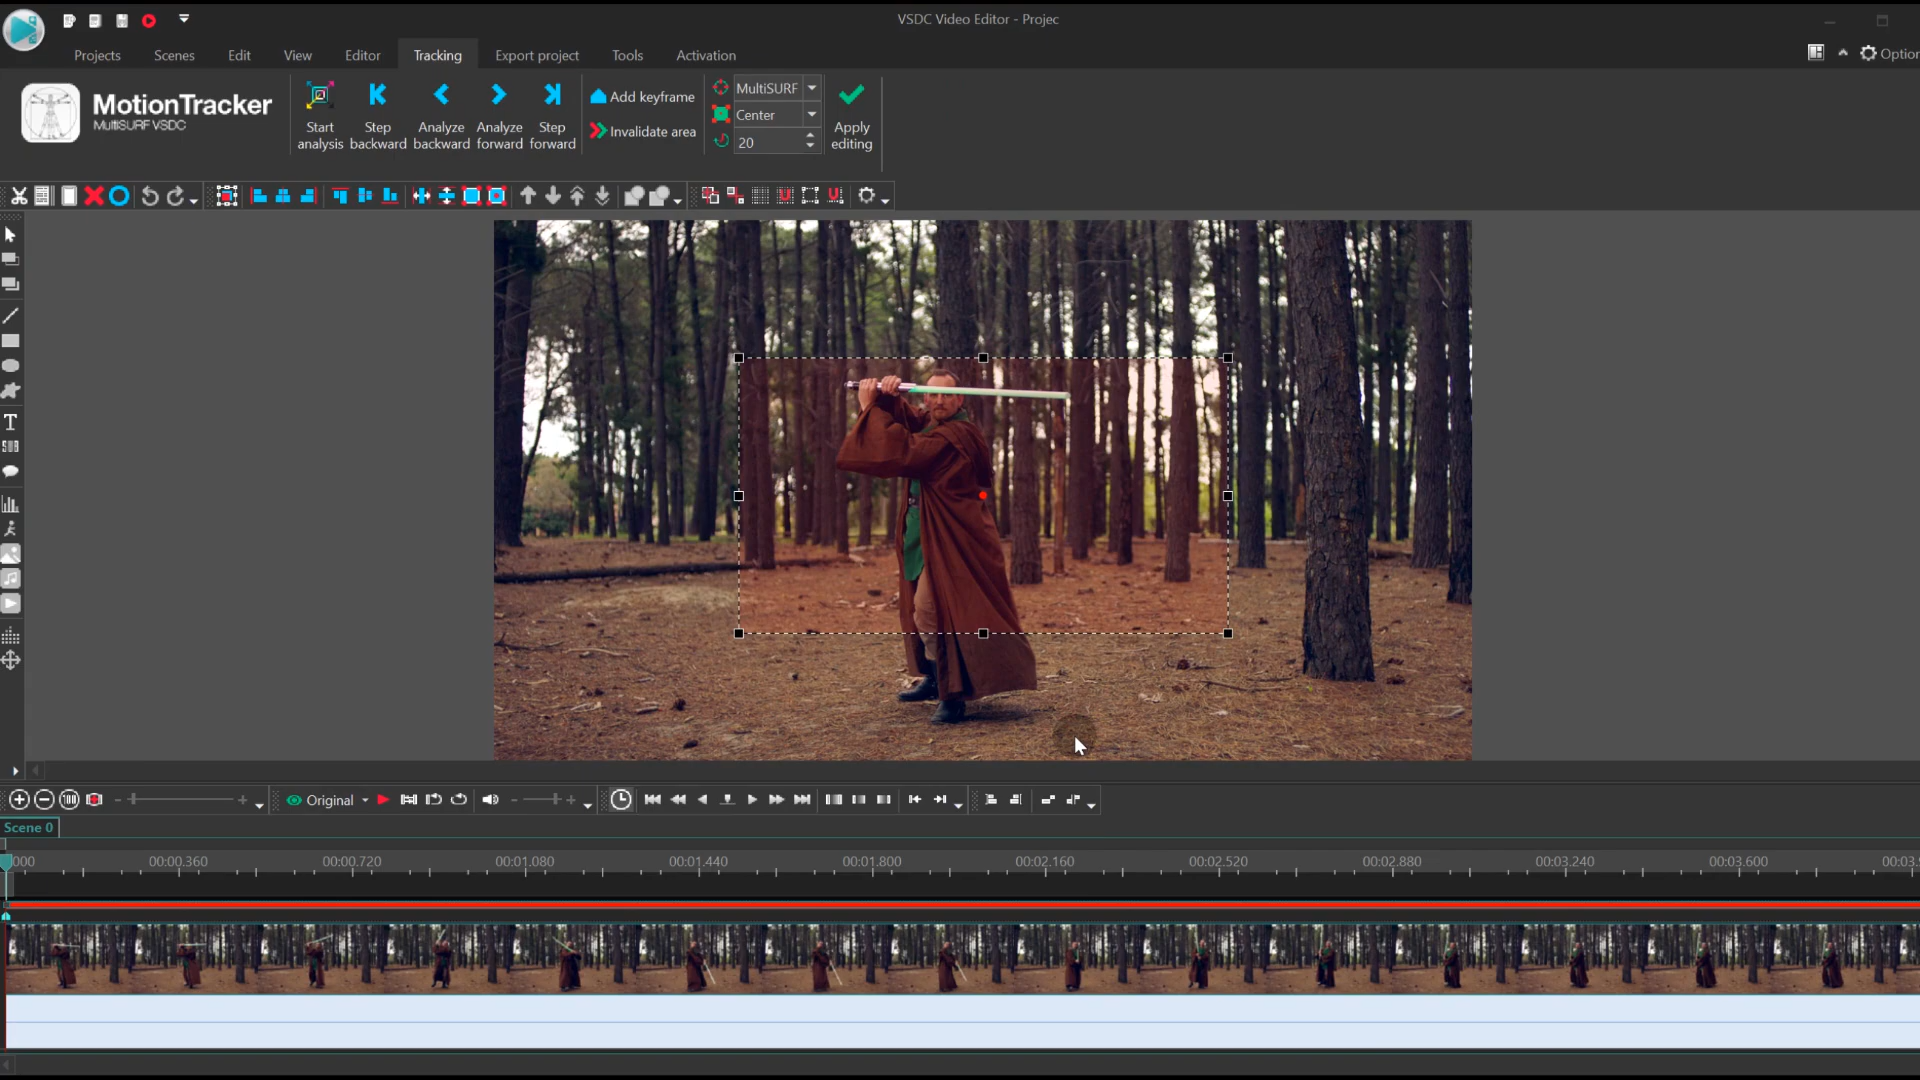 VSDC Video Editor - Projec
Projects Scenes Edit View Editor Tracking Export project Tools Activation Option
MotionTracker
MultiSURF VSDC
Start analysis
Step backward
Analyze backward
Analyze forward
Step forward
Add keyframe
Invalidate area
MultiSURF
Center
20
Apply editing
T
SUB
100
Original
Scene 0
000 00:00.360 00:00.720 00:01.080 00:01.440 00:01.800 00:02.160 00:02.520 00:02.880 00:03.240 00:03.600 00:03.9